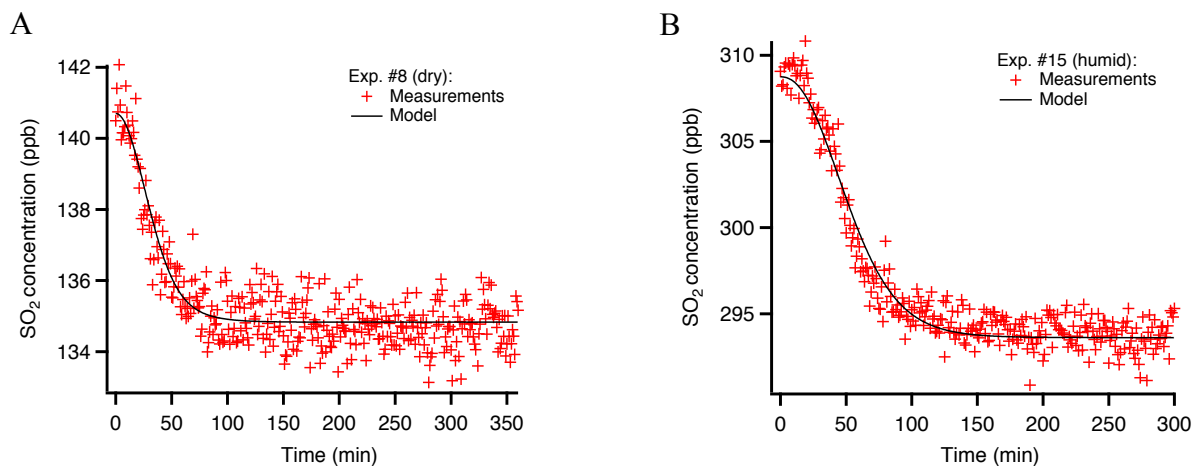 A
SO2 concentration (ppb)
142
140
138
136
134
0 50 100 150 200 250 300 350
Time (min)
Exp. #8 (dry):
Measurements
Model
B
SO2 concentration (ppb)
310
305
300
295
0 50 100 150 200 250 300
Time (min)
Exp. #15 (humid):
Measurements
Model